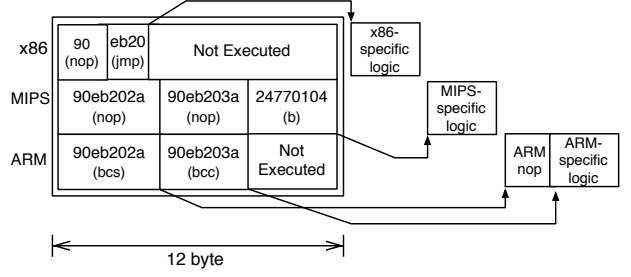 x86
90
(nop)
eb20
(jmp)
Not Executed
x86-
specific
logic
MIPS
90eb202a
(nop)
90eb203a
(nop)
24770104
(b)
MIPS-
specific
logic
ARM
90eb202a
(bcs)
90eb203a
(bcc)
Not
Executed
ARM
nop
ARM-
specific
logic
12 byte